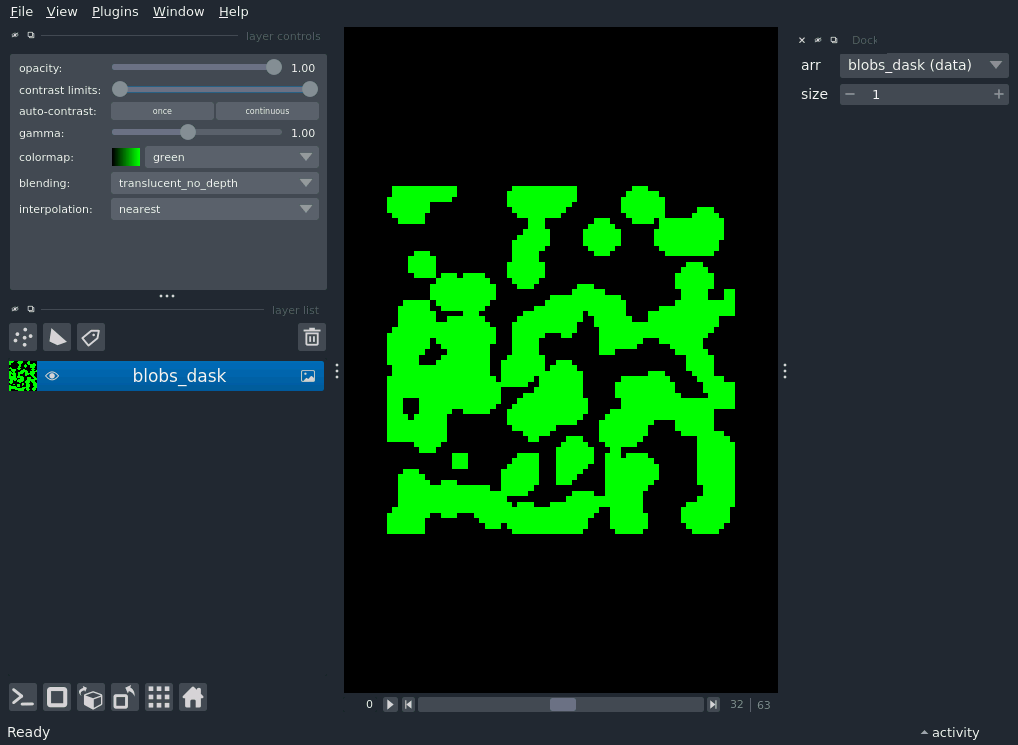 File View Plugins Window Help
layer controls
opacity: 1.00
contrast limits:
auto-contrast: once continuous
gamma: 1.00
colormap: green
blending: translucent_no_depth
interpolation: nearest
layer list
blobs_dask
0 32 | 63
Ready
Dock
arr blobs_dask (data)
size 1
activity